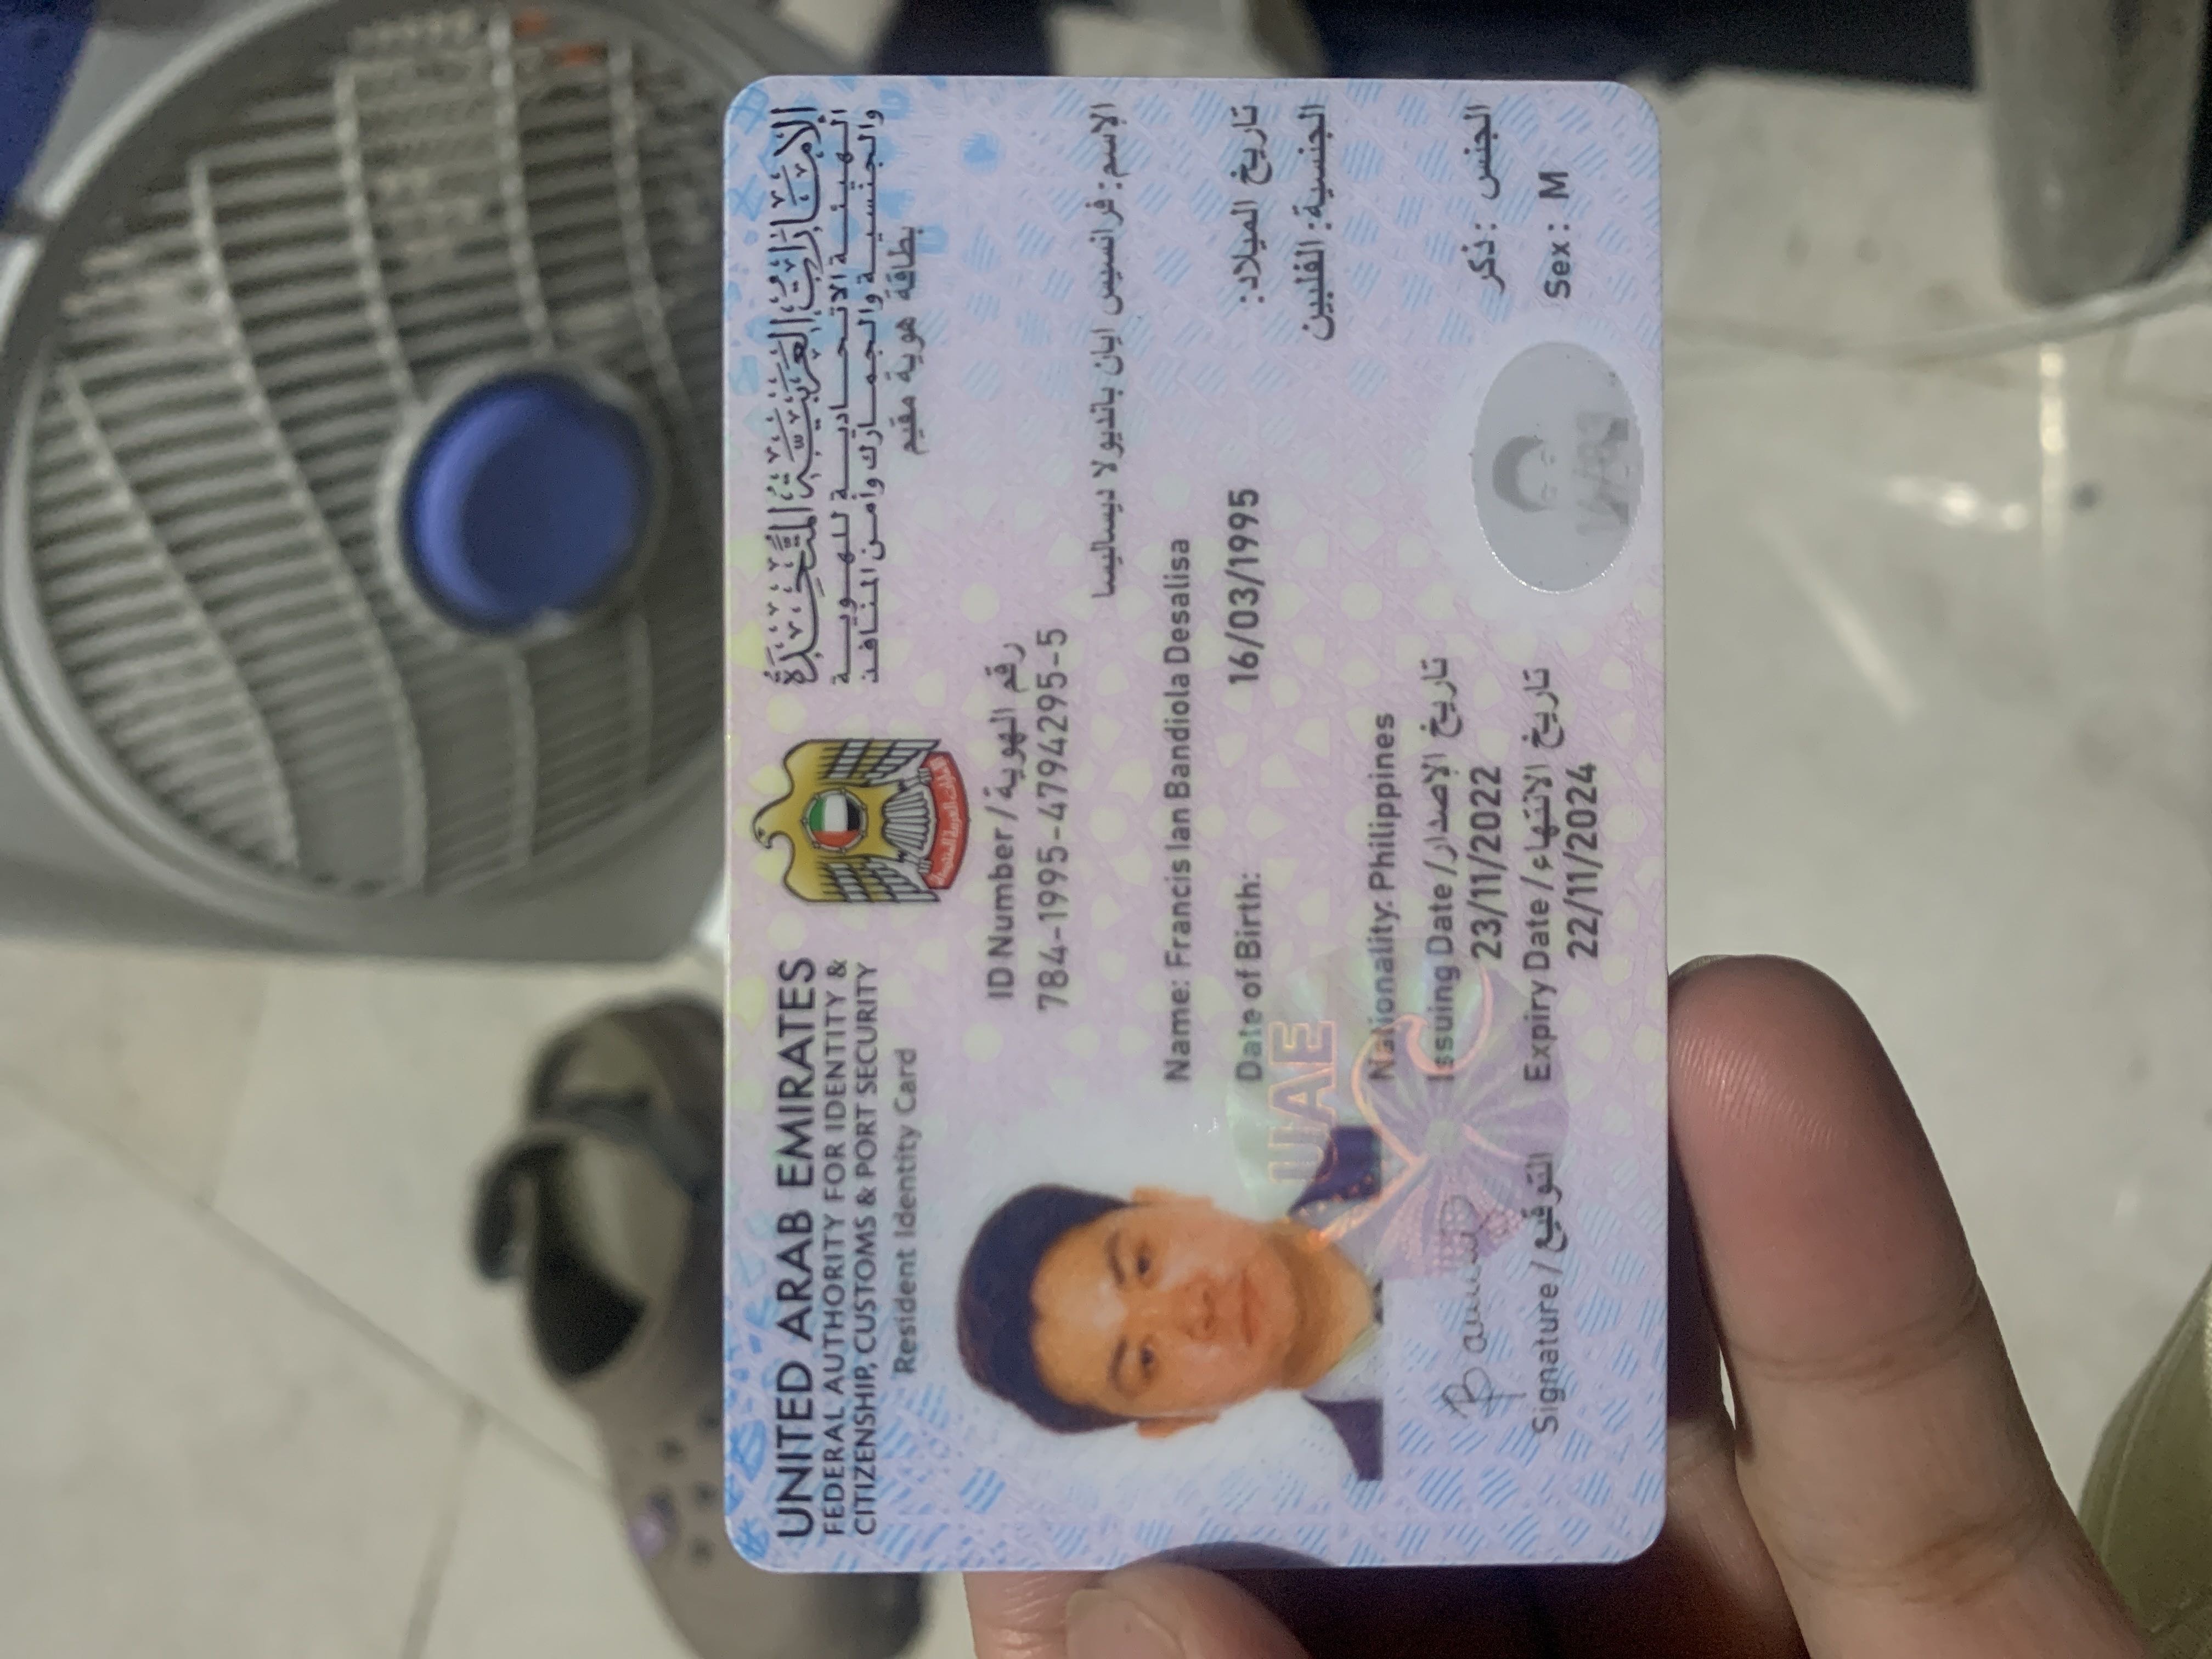 UNITED ARAB EMIRATES
FEDERAL AUTHORITY FOR IDENTITY &
CITIZENSHIP, CUSTOMS & PORT SECURITY
Resident Identity Card
الإمارات العربية المتحدة
الهيئة الاتحادية للهوية
والجنسية والجمارك وأمن المنافذ
بطاقة هوية مقيم
الإمارات العربية المتحدة
ID Number / رقم الهوية
784-1995-4794295-5
الإسم: فرانسيس ايان بانديولا ديساليسا
Name: Francis Ian Bandiola Desalisa
Date of Birth: 16/03/1995 تاريخ الميلاد:
UAE
الجنسية: الفلبين
Nationality: Philippines
Issuing Date / تاريخ الإصدار
23/11/2022
الجنس : ذكر
Signature / التوقيع
Expiry Date / تاريخ الانتهاء
22/11/2024
Sex: M